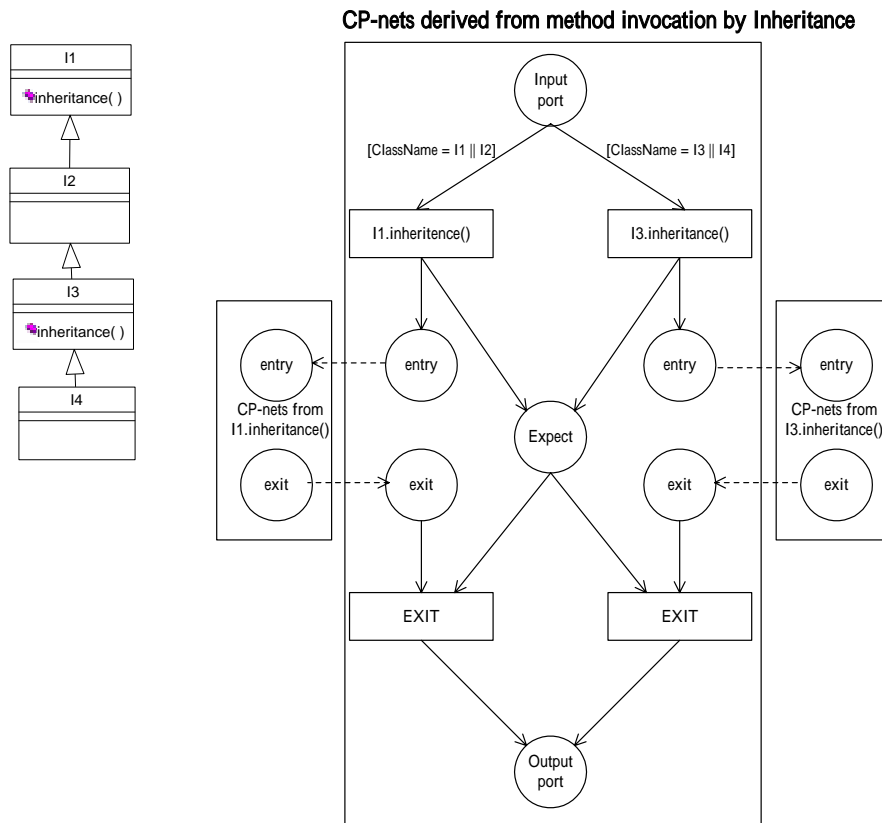 CP-nets derived from method invocation by Inheritance
I1
inheritance( )
I2
I3
inheritance( )
I4
Input
port
[ClassName = I1 || I2]
[ClassName = I3 || I4]
I1.inheritence()
I3.inheritance()
entry
entry
entry
entry
CP-nets from
I1.inheritance()
Expect
CP-nets from
I3.inheritance()
exit
exit
exit
exit
EXIT
EXIT
Output
port